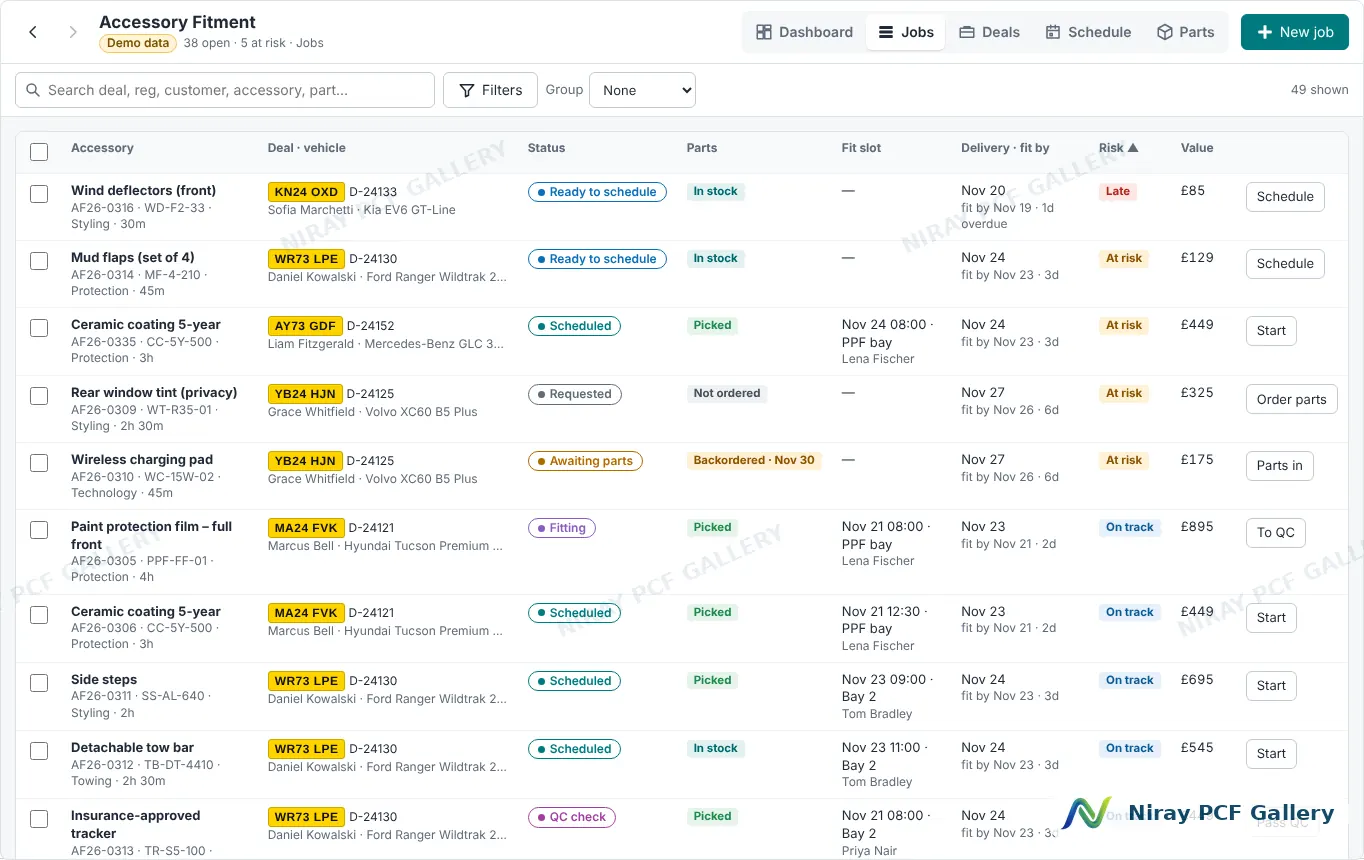 Accessory Fitment
Demo data 38 open · 5 at risk · Jobs
Dashboard Jobs Deals Schedule Parts New job
Search deal, reg, customer, accessory, part...
Filters Group None 49 shown
Accessory Deal · vehicle Status Parts Fit slot Delivery · fit by Risk ▲ Value
Wind deflectors (front) KN24 OXD D-24133 Ready to schedule In stock — Nov 20 Late £85 Schedule
AF26-0316 · WD-F2-33 · Sofia Marchetti · Kia EV6 GT-Line fit by Nov 19 · 1d
Styling · 30m overdue
Mud flaps (set of 4) WR73 LPE D-24130 Ready to schedule In stock — Nov 24 At risk £129 Schedule
AF26-0314 · MF-4-210 · Daniel Kowalski · Ford Ranger Wildtrak 2... fit by Nov 23 · 3d
Protection · 45m
Ceramic coating 5-year AY73 GDF D-24152 Scheduled Picked Nov 24 08:00 · Nov 24 At risk £449 Start
AF26-0335 · CC-5Y-500 · Liam Fitzgerald · Mercedes-Benz GLC 3... PPF bay fit by Nov 23 · 3d
Protection · 3h Lena Fischer
Rear window tint (privacy) YB24 HJN D-24125 Requested Not ordered — Nov 27 At risk £325 Order parts
AF26-0309 · WT-R35-01 · Grace Whitfield · Volvo XC60 B5 Plus fit by Nov 26 · 6d
Styling · 2h 30m
Wireless charging pad YB24 HJN D-24125 Awaiting parts Backordered · Nov 30 — Nov 27 At risk £175 Parts in
AF26-0310 · WC-15W-02 · Grace Whitfield · Volvo XC60 B5 Plus fit by Nov 26 · 6d
Technology · 45m
Paint protection film – full MA24 FVK D-24121 Fitting Picked Nov 21 08:00 · Nov 23 On track £895 To QC
front Marcus Bell · Hyundai Tucson Premium ... PPF bay fit by Nov 21 · 2d
AF26-0305 · PPF-FF-01 · Lena Fischer
Protection · 4h
Ceramic coating 5-year MA24 FVK D-24121 Scheduled Picked Nov 21 12:30 · Nov 23 On track £449 Start
AF26-0306 · CC-5Y-500 · Marcus Bell · Hyundai Tucson Premium ... PPF bay fit by Nov 21 · 2d
Protection · 3h Lena Fischer
Side steps WR73 LPE D-24130 Scheduled Picked Nov 23 09:00 · Nov 24 On track £695 Start
AF26-0311 · SS-AL-640 · Daniel Kowalski · Ford Ranger Wildtrak 2... Bay 2 fit by Nov 23 · 3d
Styling · 2h Tom Bradley
Detachable tow bar WR73 LPE D-24130 Scheduled In stock Nov 23 11:00 · Nov 24 On track £545 Start
AF26-0312 · TB-DT-4410 · Daniel Kowalski · Ford Ranger Wildtrak 2... Bay 2 fit by Nov 23 · 3d
Towing · 2h 30m Tom Bradley
Insurance-approved WR73 LPE D-24130 QC check Picked Nov 21 08:00 · Nov 24
tracker Daniel Kowalski · Ford Ranger Wildtrak 2... Bay 2 fit by Nov 23 · 3d Pass QC
AF26-0313 · TR-S5-100 · Priya Nair
NIRAY PCF GALLERY
NIRAY PCF GALLERY
NIRAY PCF GALLERY
NIRAY PCF GALLERY
NIRAY PCF GALLERY
Niray PCF Gallery